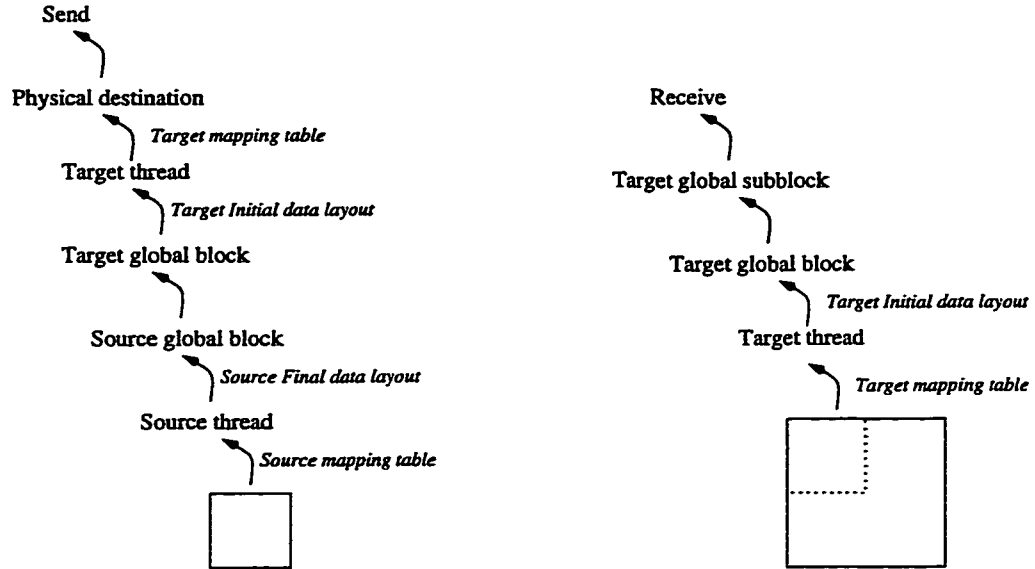 Send
Physical destination
Target mapping table
Target thread
Target Initial data layout
Target global block
Source global block
Source Final data layout
Source thread
Source mapping table
Receive
Target global subblock
Target global block
Target Initial data layout
Target thread
Target mapping table